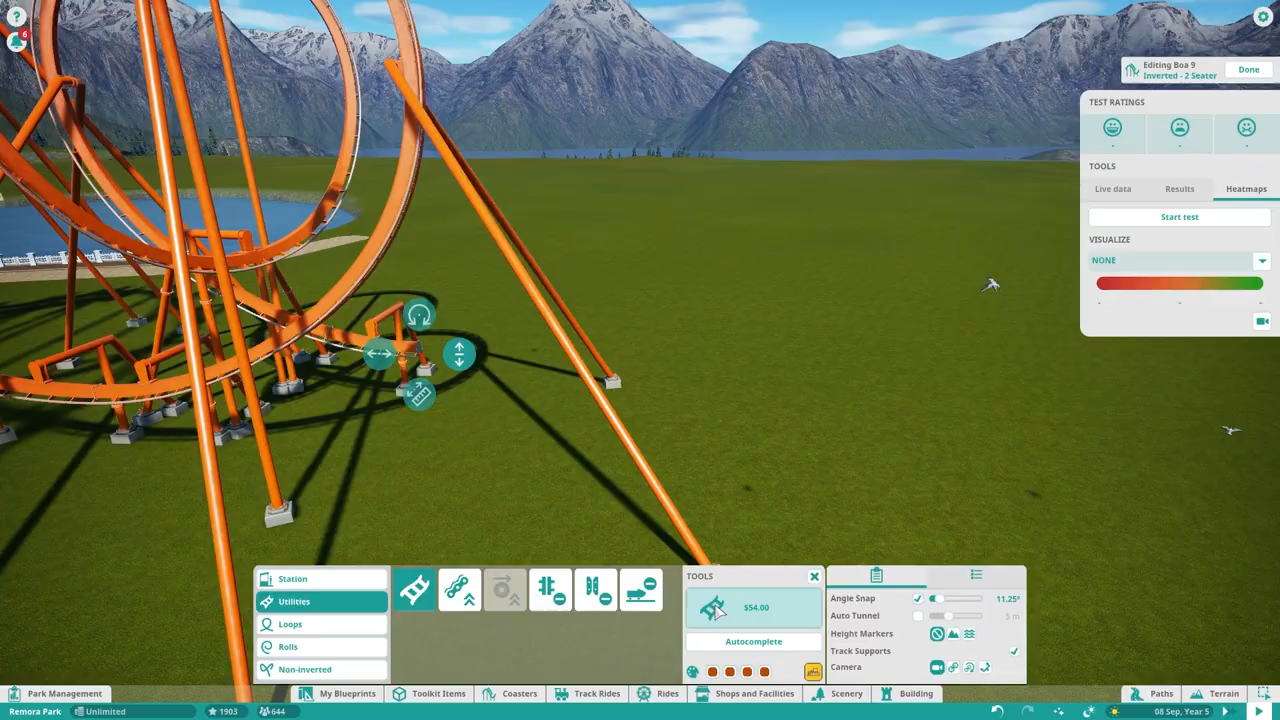 ?
6
Editing Boa 9
Inverted - 2 Seater
Done
TEST RATINGS
- - -
TOOLS
Live data Results Heatmaps
Start test
VISUALIZE
NONE
- - -
Station
Utilities
Loops
Rolls
Non-inverted
TOOLS
$54.00
Autocomplete
Angle Snap 11.25°
Auto Tunnel 5 m
Height Markers
Track Supports
Camera
Park Management My Blueprints Toolkit Items Coasters Track Rides Rides Shops and Facilities Scenery Building Paths Terrain
Remora Park Unlimited 1903 644 08 Sep, Year 5